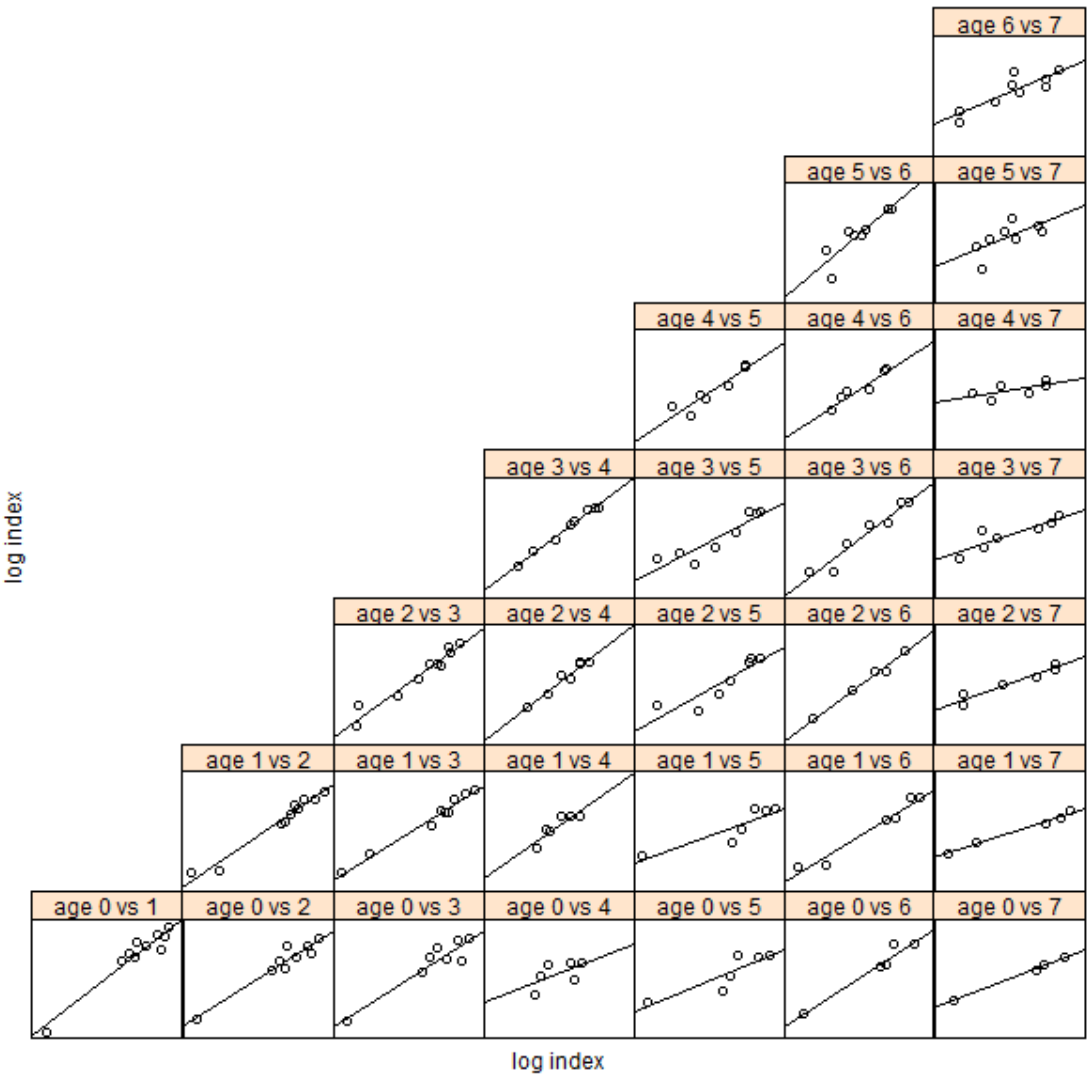 age 6 vs 7
age 5 vs 6
age 5 vs 7
age 4 vs 5
age 4 vs 6
age 4 vs 7
age 3 vs 4
age 3 vs 5
age 3 vs 6
age 3 vs 7
log index
age 2 vs 3
age 2 vs 4
age 2 vs 5
age 2 vs 6
age 2 vs 7
age 1 vs 2
age 1 vs 3
age 1 vs 4
age 1 vs 5
age 1 vs 6
age 1 vs 7
age 0 vs 1
age 0 vs 2
age 0 vs 3
age 0 vs 4
age 0 vs 5
age 0 vs 6
age 0 vs 7
log index